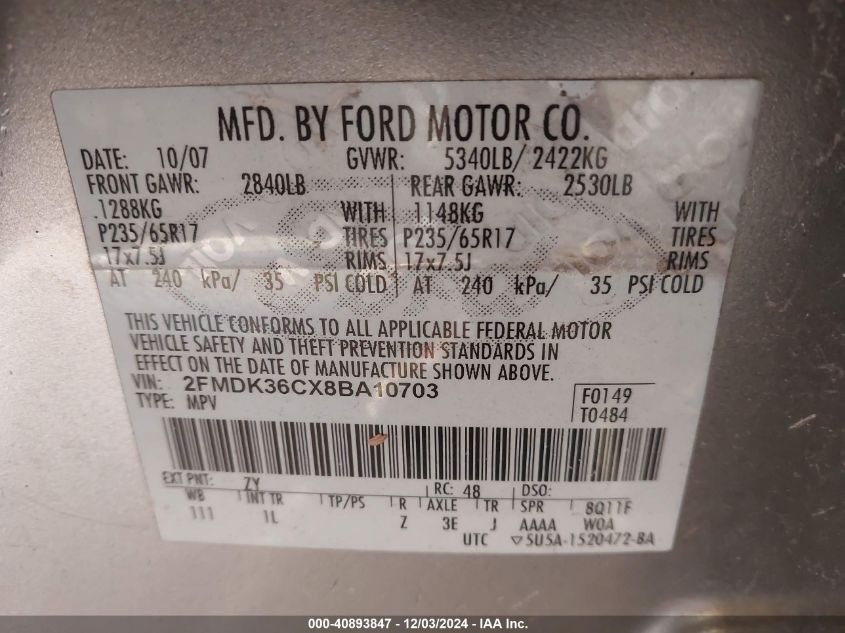 MFD. BY FORD MOTOR CO.
DATE: 10/07 GVWR: 5340LB/ 2422KG
FRONT GAWR: 2840LB REAR GAWR: 2530LB
1288KG WITH 1148KG WITH
P235/65R17 TIRES P235/65R17 TIRES
17x7.5J RIMS 17x7.5J RIMS
AT 240 kPa/ 35 PSI COLD AT 240 kPa/ 35 PSI COLD
THIS VEHICLE CONFORMS TO ALL APPLICABLE FEDERAL MOTOR
VEHICLE SAFETY AND THEFT PREVENTION STANDARDS IN
EFFECT ON THE DATE OF MANUFACTURE SHOWN ABOVE.
VIN: 2FMDK36CX8BA10703
TYPE: MPV
F0149
T0484
EXT PNT: ZY RC: 48 DSO:
WB INT TR TP/PS R AXLE TR SPR 8Q11F
111 1L Z 3E J AAAA WOA
UTC ▽5U5A-1520472-BA
000-40893847 - 12/03/2024 - IAA Inc.